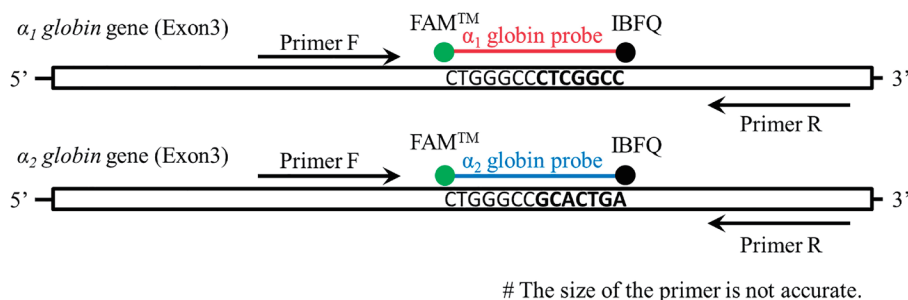 α1 globin gene (Exon3)
Primer F
FAM™
α1 globin probe
IBFQ
5’
CTGGGCCCTCGGCC
3’
Primer R
α2 globin gene (Exon3)
Primer F
FAM™
α2 globin probe
IBFQ
5’
CTGGGCCGCACTGA
3’
Primer R
# The size of the primer is not accurate.